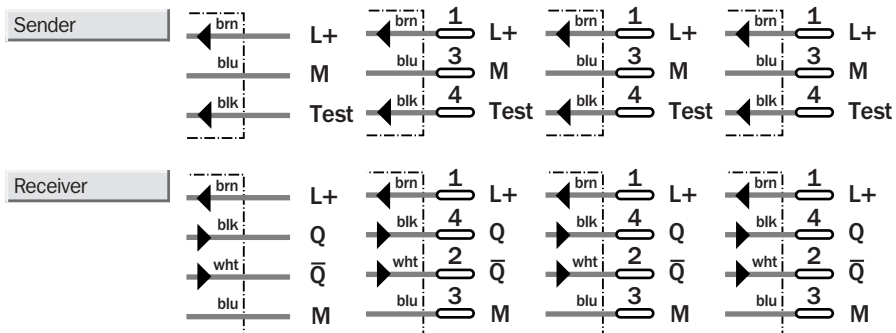 Sender
brn L+ brn 1 L+ brn 1 L+ brn 1 L+
blu M blu 3 M blu 3 M blu 3 M
blk Test blk 4 Test blk 4 Test blk 4 Test
Receiver
brn L+ brn 1 L+ brn 1 L+ brn 1 L+
blk Q blk 4 Q blk 4 Q blk 4 Q
wht Q̅ wht 2 Q̅ wht 2 Q̅ wht 2 Q̅
blu M blu 3 M blu 3 M blu 3 M